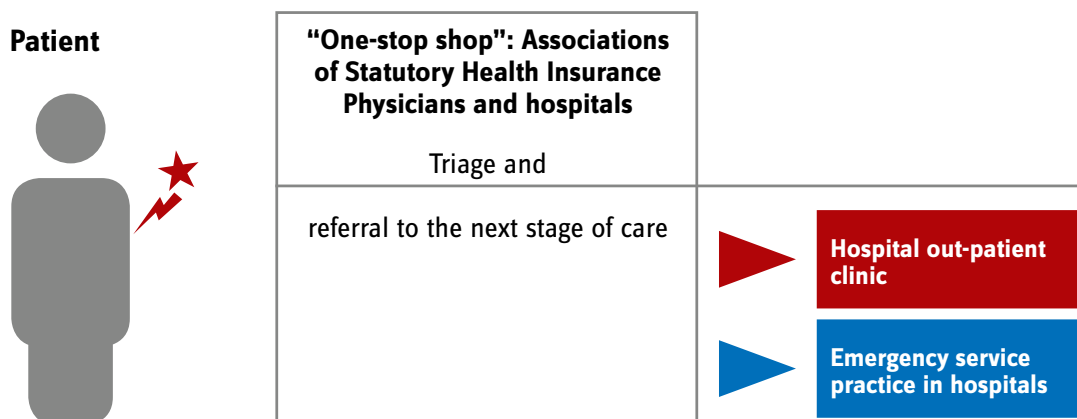 Patient
“One-stop shop”: Associations
of Statutory Health Insurance
Physicians and hospitals
Triage and
referral to the next stage of care
Hospital out-patient
clinic
Emergency service
practice in hospitals